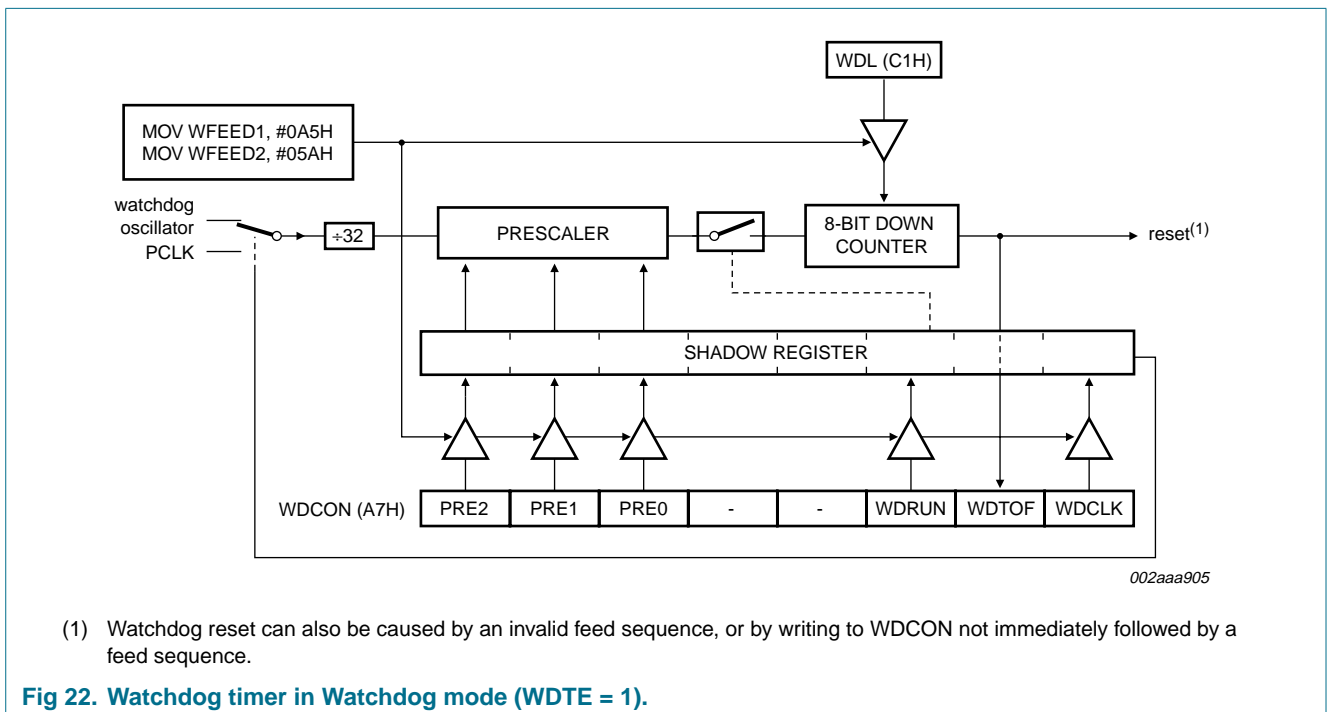 WDL (C1H)
MOV WFEED1, #0A5H
MOV WFEED2, #05AH
watchdog
oscillator
PCLK
÷32
PRESCALER
8-BIT DOWN
COUNTER
reset(1)
SHADOW REGISTER
WDCON (A7H)
PRE2
PRE1
PRE0
-
-
WDRUN
WDTOF
WDCLK
002aaa905
(1) Watchdog reset can also be caused by an invalid feed sequence, or by writing to WDCON not immediately followed by a
feed sequence.
Fig 22. Watchdog timer in Watchdog mode (WDTE = 1).